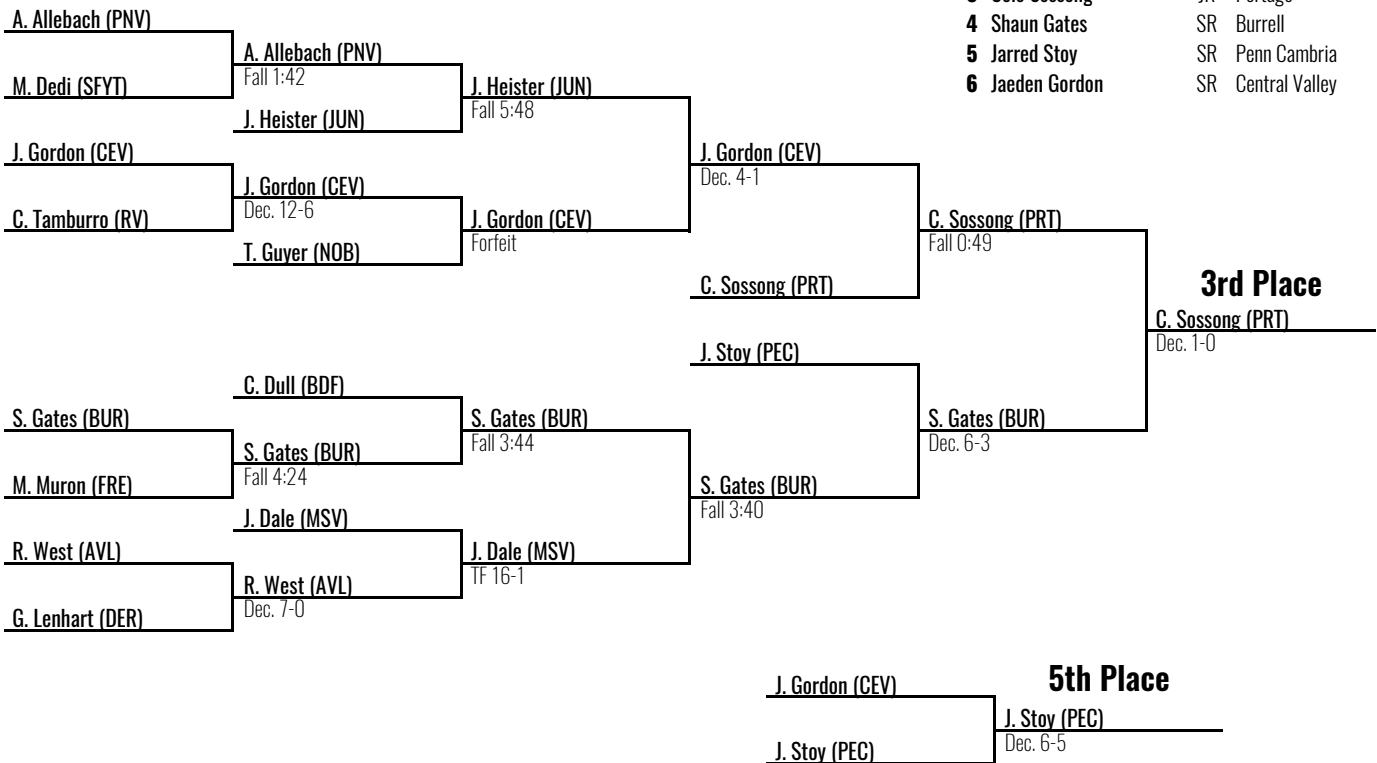 3 Cole Sossong JR Portage
4 Shaun Gates SR Burrell
5 Jarred Stoy SR Penn Cambria
6 Jaeden Gordon SR Central Valley
A. Allebach (PNV)
M. Dedi (SFYT)
J. Gordon (CEV)
C. Tamburro (RV)
A. Allebach (PNV)
Fall 1:42
J. Heister (JUN)
J. Gordon (CEV)
Dec. 12-6
T. Guyer (NOB)
J. Heister (JUN)
Fall 5:48
J. Gordon (CEV)
Forfeit
J. Gordon (CEV)
Dec. 4-1
C. Sossong (PRT)
C. Sossong (PRT)
Fall 0:49
3rd Place
C. Sossong (PRT)
Dec. 1-0
S. Gates (BUR)
M. Muron (FRE)
R. West (AVL)
G. Lenhart (DER)
C. Dull (BDF)
S. Gates (BUR)
Fall 4:24
J. Dale (MSV)
R. West (AVL)
Dec. 7-0
S. Gates (BUR)
Fall 3:44
J. Dale (MSV)
TF 16-1
J. Stoy (PEC)
S. Gates (BUR)
Fall 3:40
S. Gates (BUR)
Dec. 6-3
5th Place
J. Gordon (CEV)
J. Stoy (PEC)
J. Stoy (PEC)
Dec. 6-5